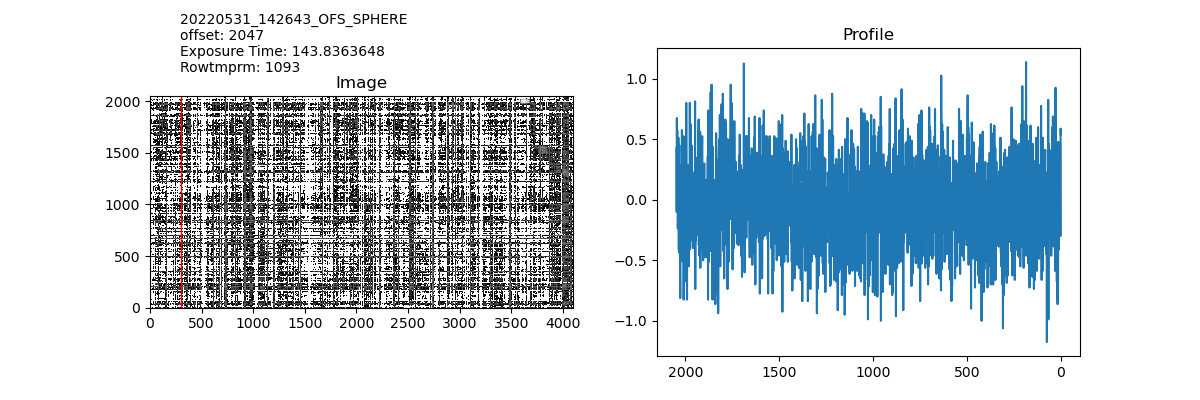 20220531_142643_OFS_SPHERE
offset: 2047
Exposure Time: 143.8363648
Rowtmprm: 1093
Image
2000
1500
1000
500
0
0 500 1000 1500 2000 2500 3000 3500 4000
Profile
1.0
0.5
0.0
−0.5
−1.0
2000 1500 1000 500 0